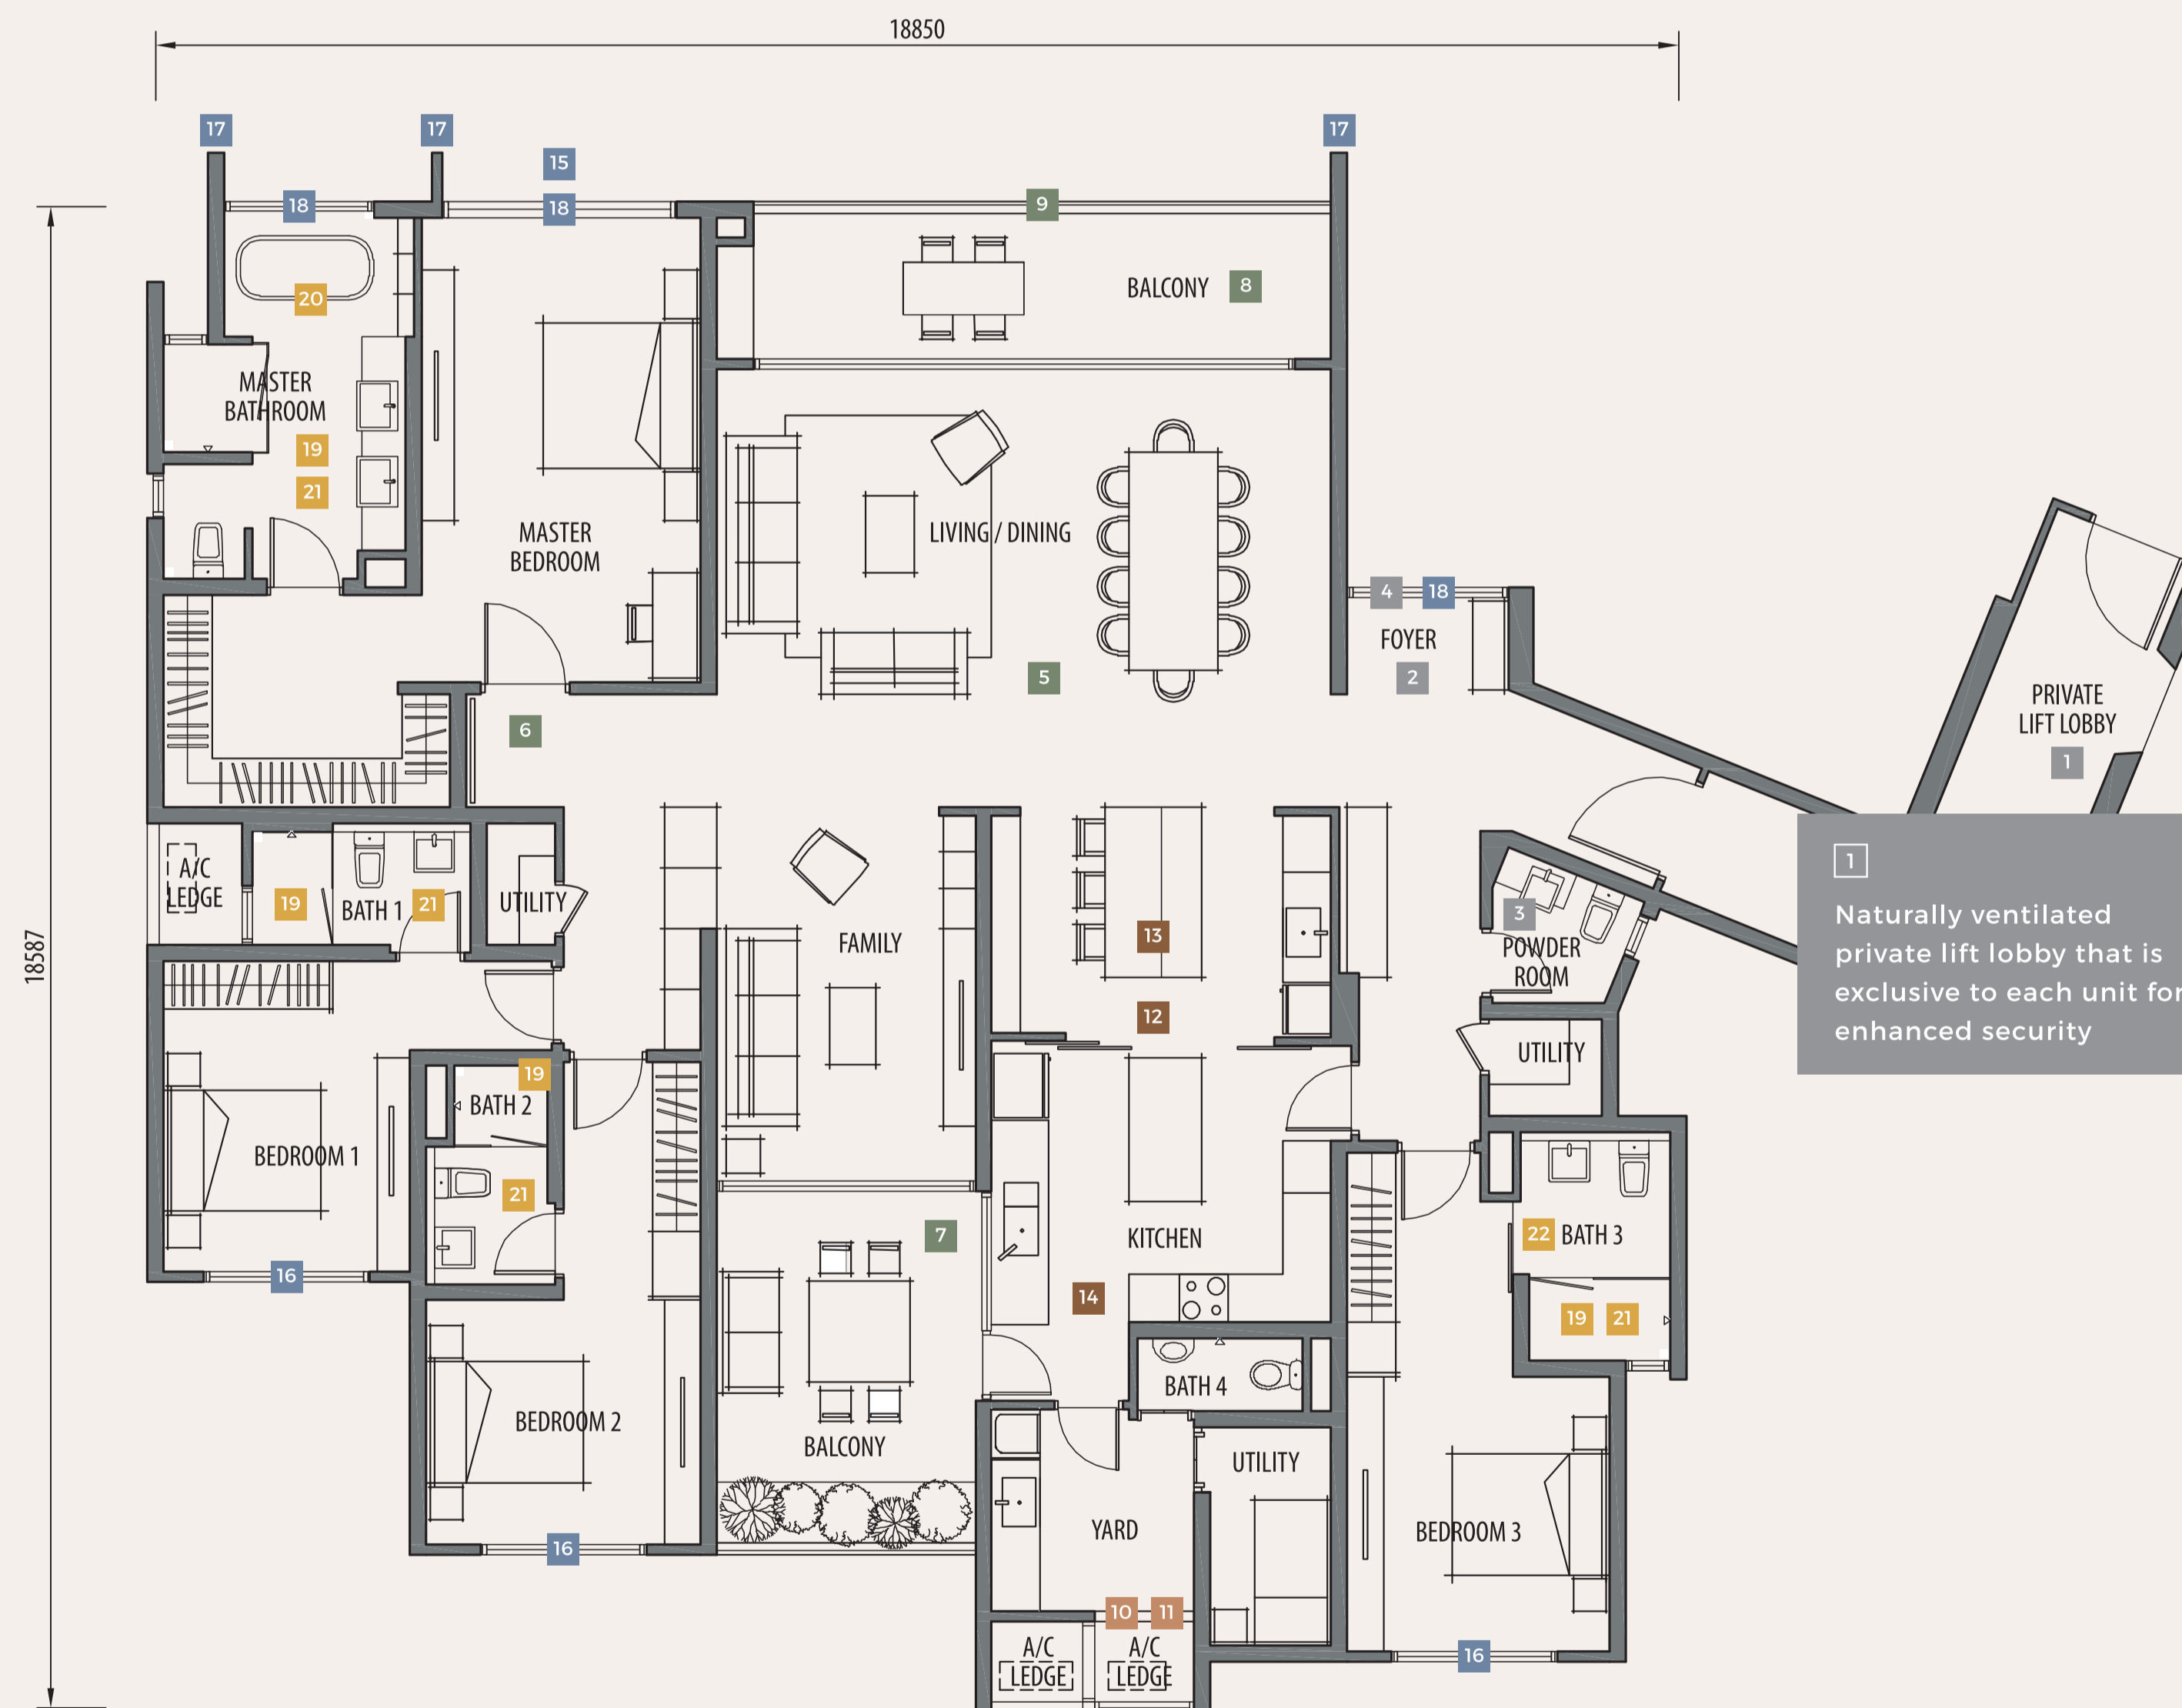 18850
17
17
17
15
18
18
9
BALCONY 8
20
MASTER
BATHROOM
19
21
MASTER
BEDROOM
LIVING / DINING
4 18
FOYER
2
5
6
PRIVATE
LIFT LOBBY
1
18587
A/C
LEDGE
19
BATH 1 21
UTILITY
FAMILY
13
12
3
POWDER
ROOM
1
Naturally ventilated
private lift lobby that is
exclusive to each unit for
enhanced security
UTILITY
19
BATH 2
BEDROOM 1
21
7
KITCHEN
22 BATH 3
16
14
19 21
BATH 4
BEDROOM 2
BALCONY
UTILITY
YARD
BEDROOM 3
16
10 11
A/C
LEDGE
A/C
LEDGE
16